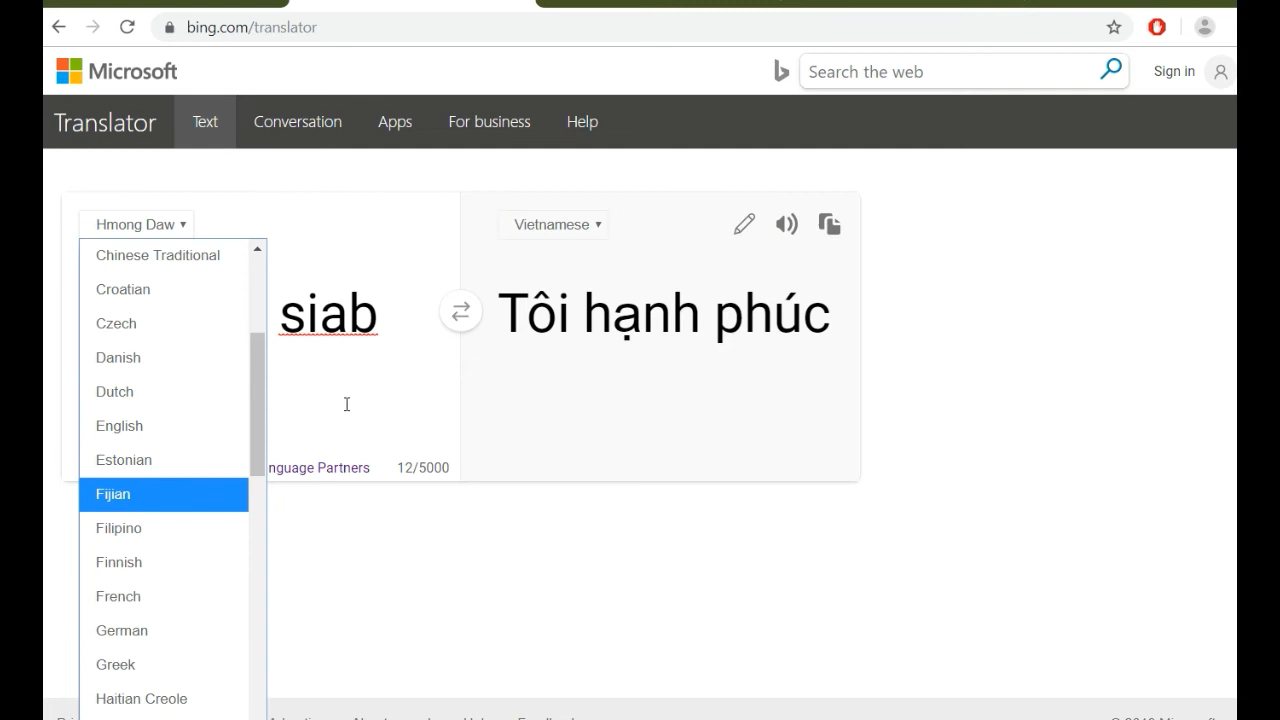 bing.com/translator
Microsoft
Search the web
Sign in
Translator
Text
Conversation
Apps
For business
Help
Hmong Daw
Vietnamese
siab
Tôi hạnh phúc
Chinese Traditional
Croatian
Czech
Danish
Dutch
English
Estonian
nguage Partners
12/5000
Fijian
Filipino
Finnish
French
German
Greek
Haitian Creole